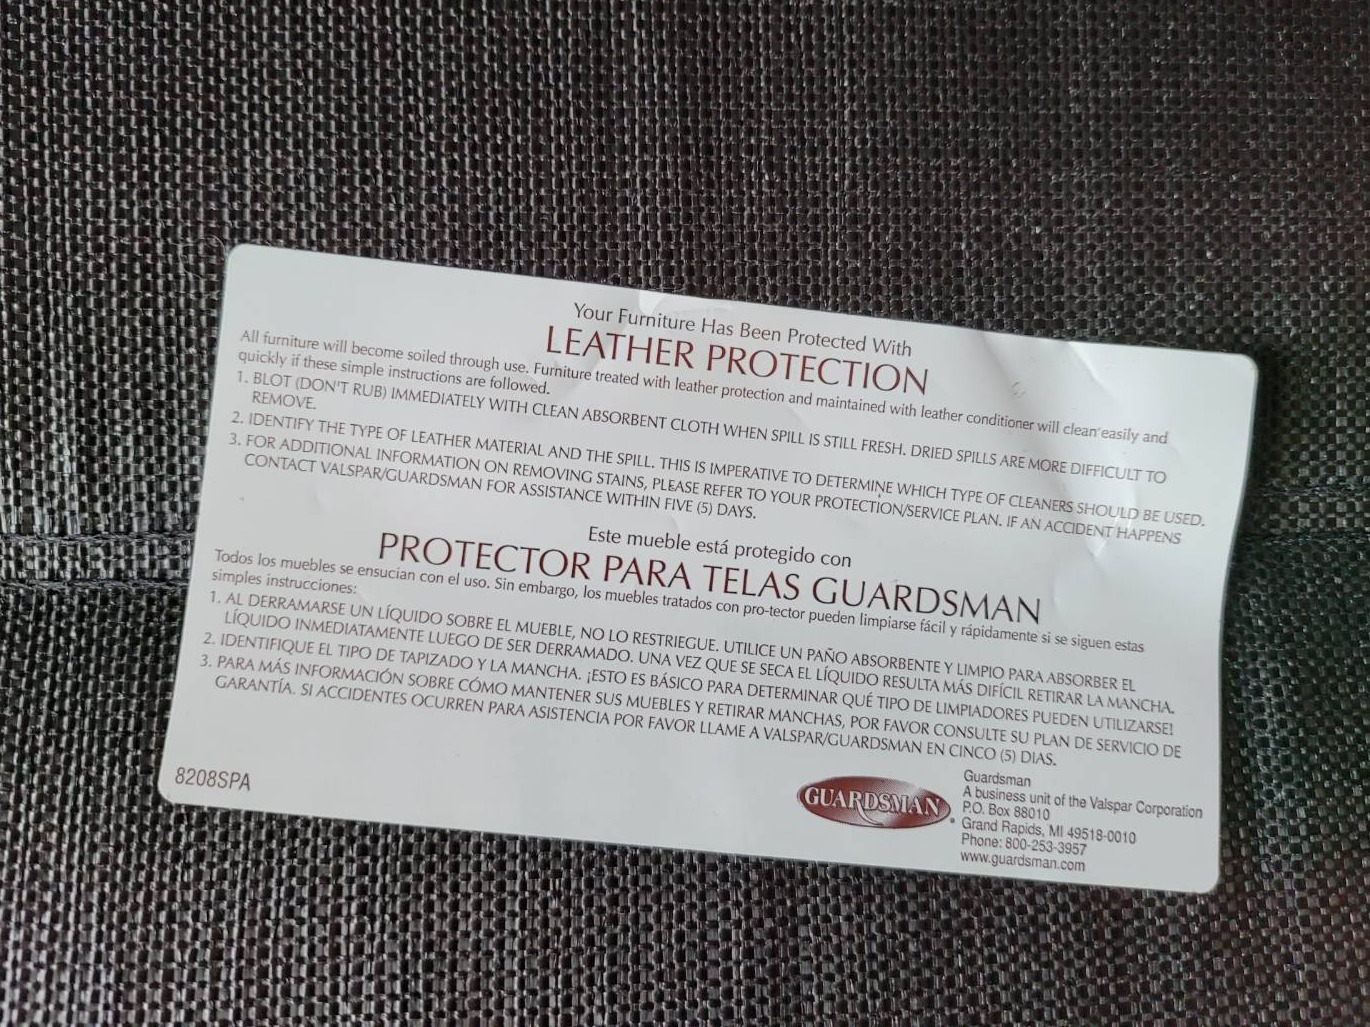 Your Furniture Has Been Protected With
LEATHER PROTECTION
All furniture will become soiled through use. Furniture treated with leather protection and maintained with leather conditioner will clean easily and
quickly if these simple instructions are followed.
1. BLOT (DON'T RUB) IMMEDIATELY WITH CLEAN ABSORBENT CLOTH WHEN SPILL IS STILL FRESH. DRIED SPILLS ARE MORE DIFFICULT TO
REMOVE.
2. IDENTIFY THE TYPE OF LEATHER MATERIAL AND THE SPILL. THIS IS IMPERATIVE TO DETERMINE WHICH TYPE OF CLEANERS SHOULD BE USED.
3. FOR ADDITIONAL INFORMATION ON REMOVING STAINS, PLEASE REFER TO YOUR PROTECTION/SERVICE PLAN. IF AN ACCIDENT HAPPENS
CONTACT VALSPAR/GUARDSMAN FOR ASSISTANCE WITHIN FIVE (5) DAYS.
Este mueble está protegido con
PROTECTOR PARA TELAS GUARDSMAN
Todos los muebles se ensucian con el uso. Sin embargo, los muebles tratados con pro-tector pueden limpiarse fácil y rápidamente si se siguen estas
simples instrucciones:
1. AL DERRAMARSE UN LÍQUIDO SOBRE EL MUEBLE, NO LO RESTRIEGUE. UTILICE UN PAÑO ABSORBENTE Y LIMPIO PARA ABSORBER EL
LÍQUIDO INMEDIATAMENTE LUEGO DE SER DERRAMADO. UNA VEZ QUE SE SECA EL LÍQUIDO RESULTA MÁS DIFÍCIL RETIRAR LA MANCHA.
2. IDENTIFIQUE EL TIPO DE TAPIZADO Y LA MANCHA. ¡ESTO ES BÁSICO PARA DETERMINAR QUÉ TIPO DE LIMPIADORES PUEDEN UTILIZARSE!
3. PARA MÁS INFORMACIÓN SOBRE CÓMO MANTENER SUS MUEBLES Y RETIRAR MANCHAS, POR FAVOR CONSULTE SU PLAN DE SERVICIO DE
GARANTÍA. SI ACCIDENTES OCURREN PARA ASISTENCIA POR FAVOR LLAME A VALSPAR/GUARDSMAN EN CINCO (5) DIAS.
8208SPA
GUARDSMAN
Guardsman
A business unit of the Valspar Corporation
P.O. Box 88010
Grand Rapids, MI 49518-0010
Phone: 800-253-3957
www.guardsman.com